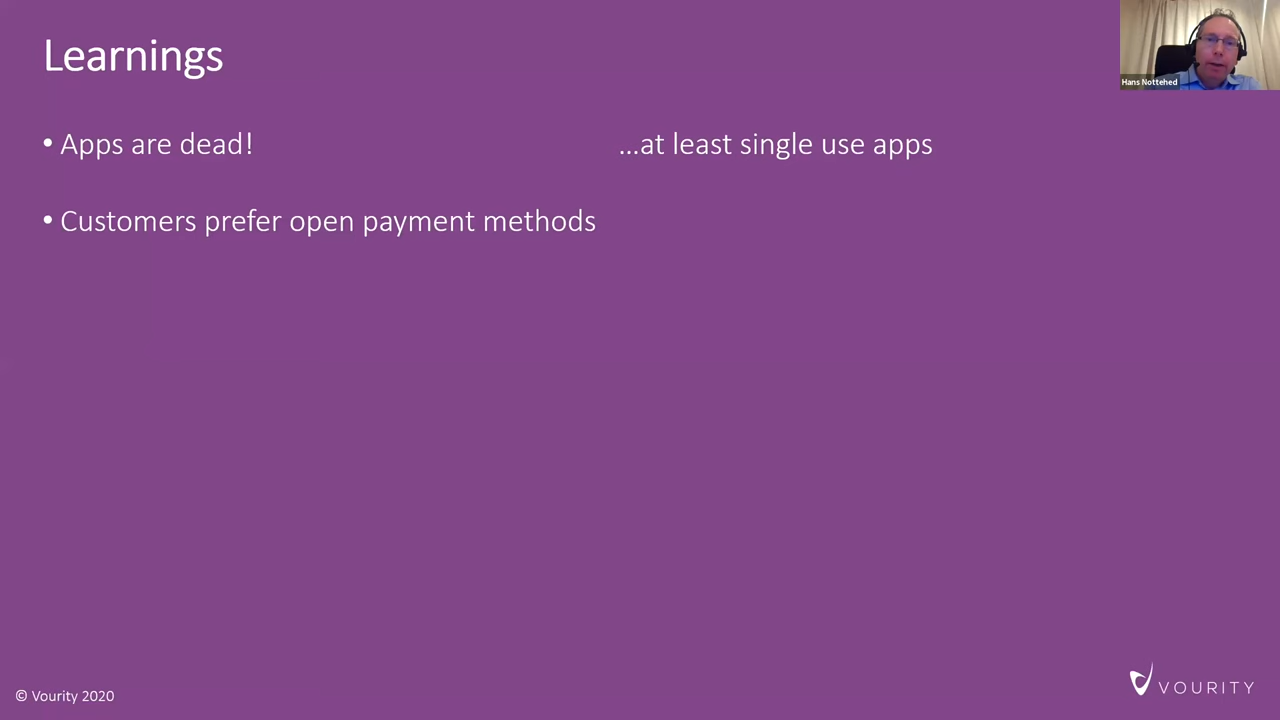 Learnings
Hans Nottehed
• Apps are dead! ...at least single use apps
• Customers prefer open payment methods
© Vourity 2020
VOURITY